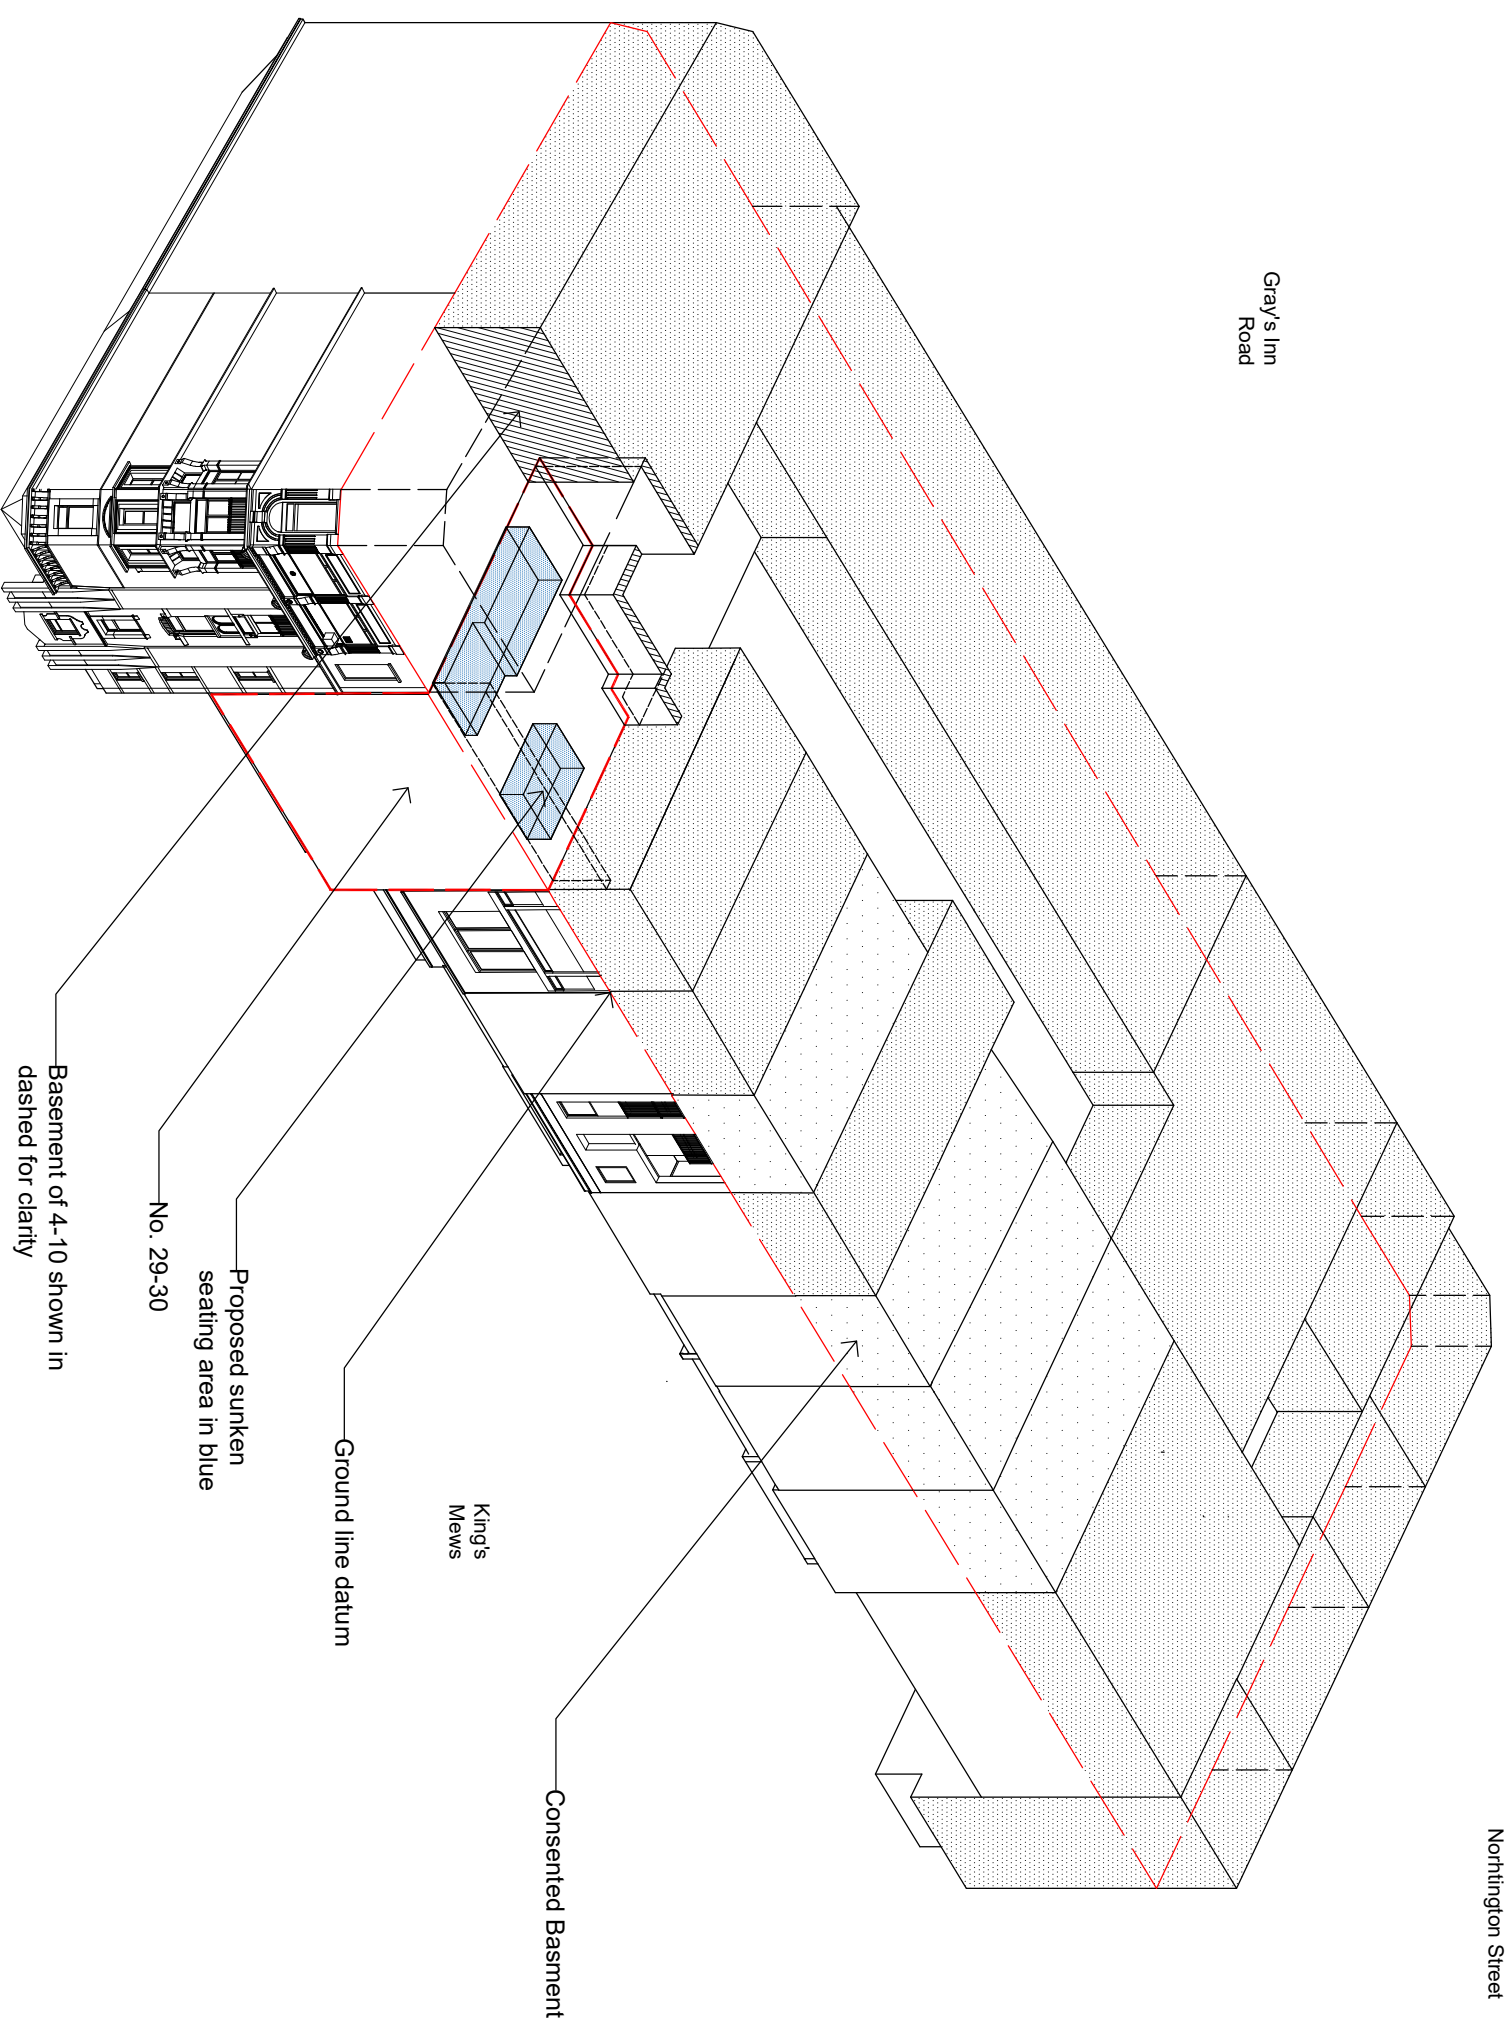 Norhtington Street
Gray's Inn
Road
King's
Mews
Consented Basment
Ground line datum
Proposed sunken
seating area in blue
No. 29-30
Basement of 4-10 shown in
dashed for clarity